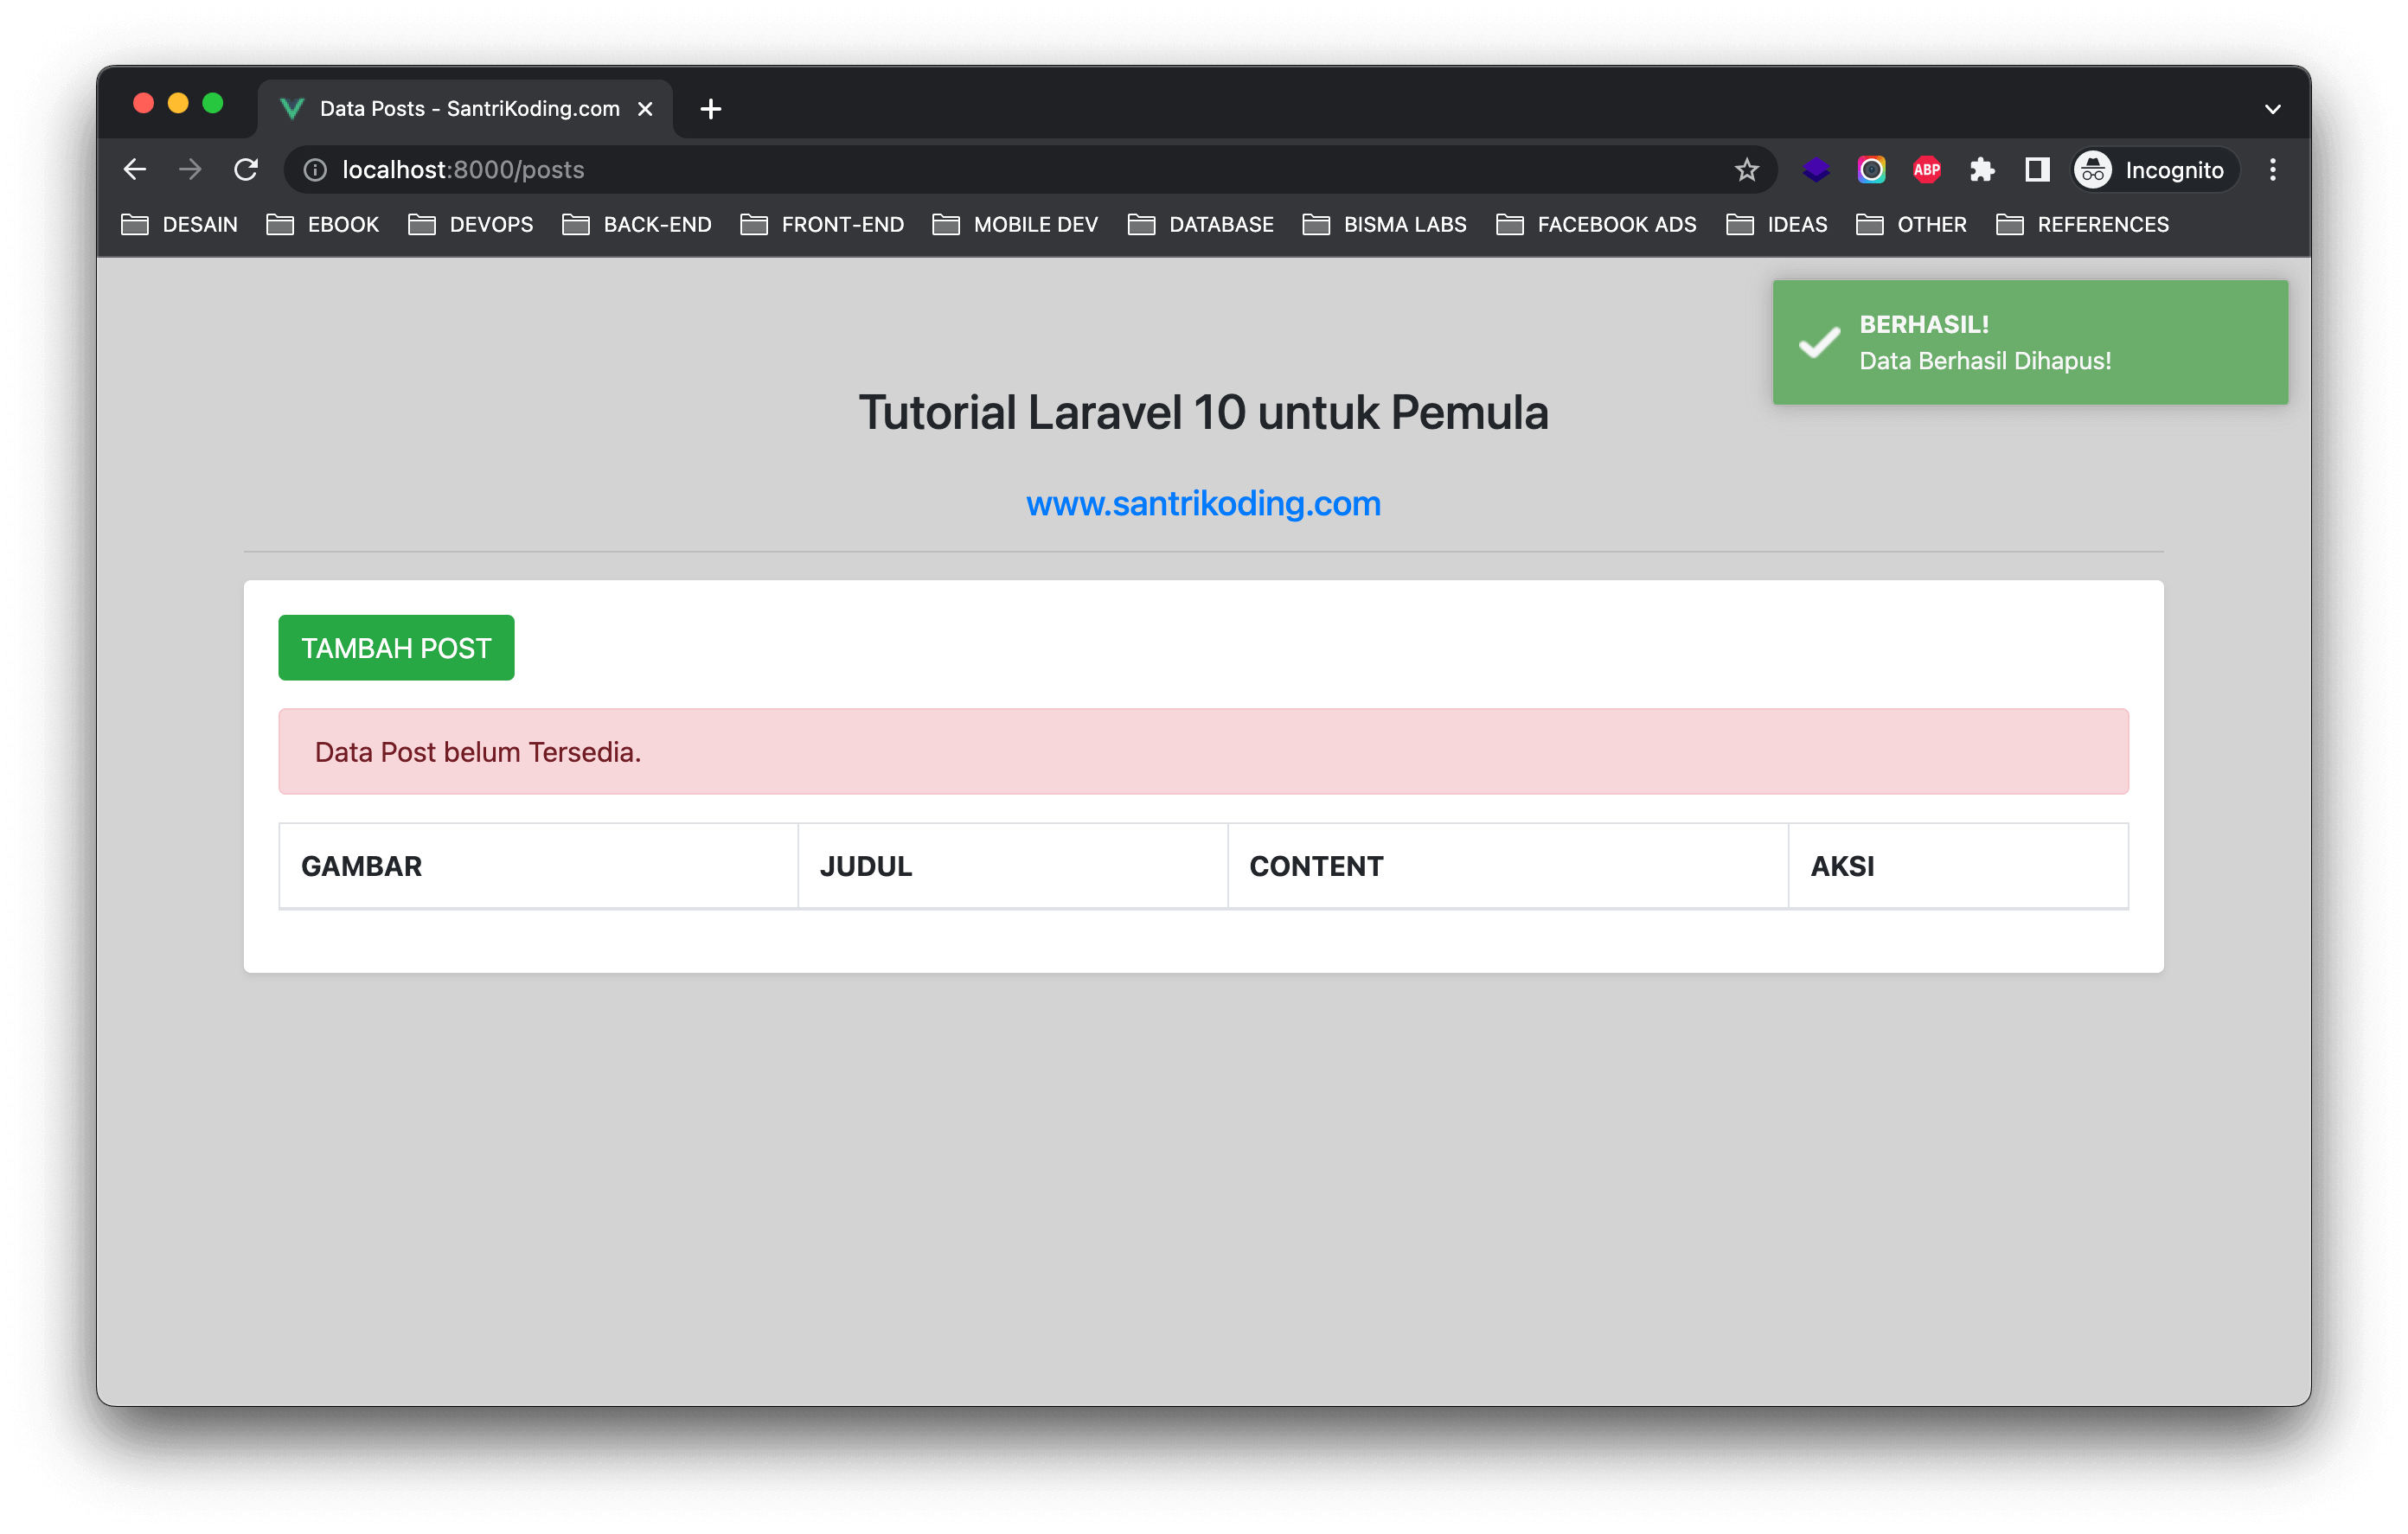 Data Posts - SantriKoding.com
localhost:8000/posts
ABP
Incognito
DESAIN EBOOK DEVOPS BACK-END FRONT-END MOBILE DEV DATABASE BISMA LABS FACEBOOK ADS IDEAS OTHER REFERENCES
BERHASIL!
Data Berhasil Dihapus!
Tutorial Laravel 10 untuk Pemula
www.santrikoding.com
TAMBAH POST
Data Post belum Tersedia.
GAMBAR JUDUL CONTENT AKSI